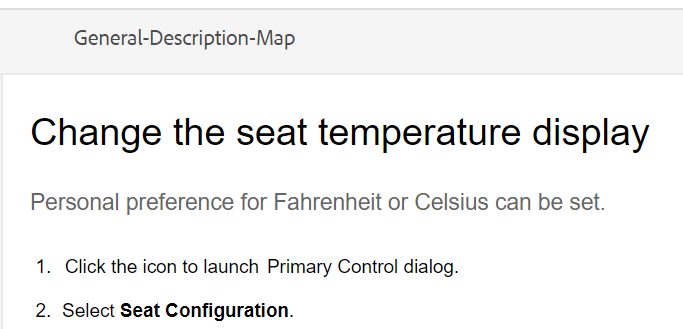 General-Description-Map
Change the seat temperature display
Personal preference for Fahrenheit or Celsius can be set.
1. Click the icon to launch Primary Control dialog.
2. Select Seat Configuration.